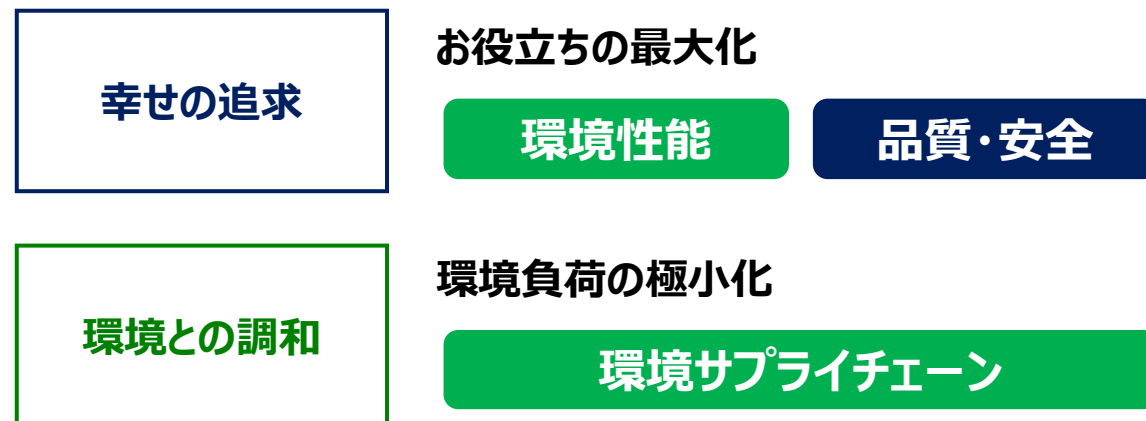 幸せの追求
お役立ちの最大化
環境性能
品質・安全
環境との調和
環境負荷の極小化
環境サプライチェーン